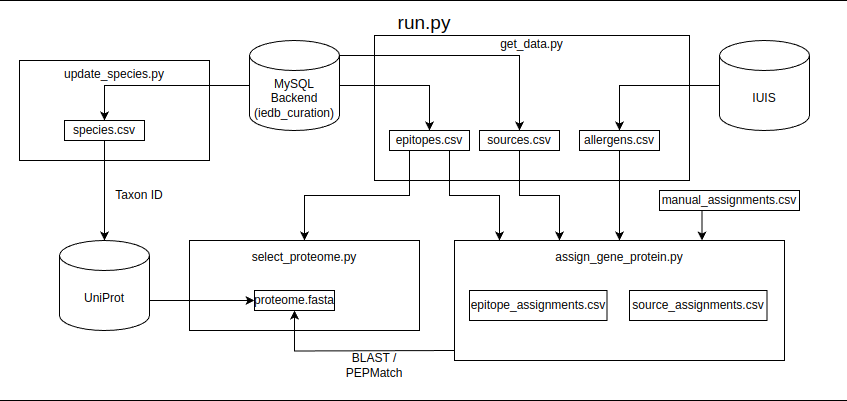 run.py
get_data.py
update_species.py
MySQL
Backend
(iedb_curation)
IUIS
species.csv
epitopes.csv
sources.csv
allergens.csv
Taxon ID
manual_assignments.csv
select_proteome.py
assign_gene_protein.py
UniProt
proteome.fasta
epitope_assignments.csv
source_assignments.csv
BLAST /
PEPMatch